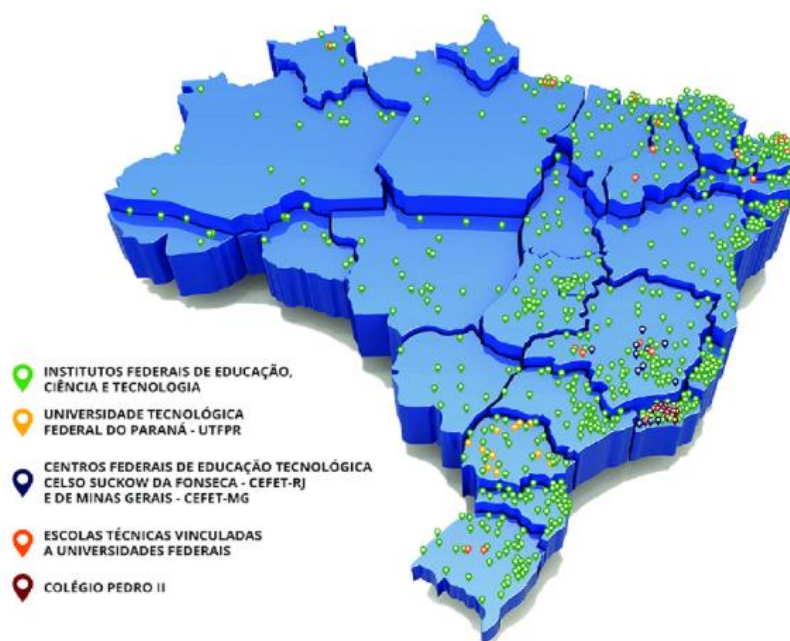 INSTITUTOS FEDERAIS DE EDUCAÇÃO,
CIÊNCIA E TECNOLOGIA
UNIVERSIDADE TECNOLÓGICA
FEDERAL DO PARANÁ - UTFPR
CENTROS FEDERAIS DE EDUCAÇÃO TECNOLÓGICA
CELSO SUCKOW DA FONSECA - CEFET-RJ
E DE MINAS GERAIS - CEFET-MG
ESCOLAS TÉCNICAS VINCULADAS
A UNIVERSIDADES FEDERAIS
COLÉGIO PEDRO II